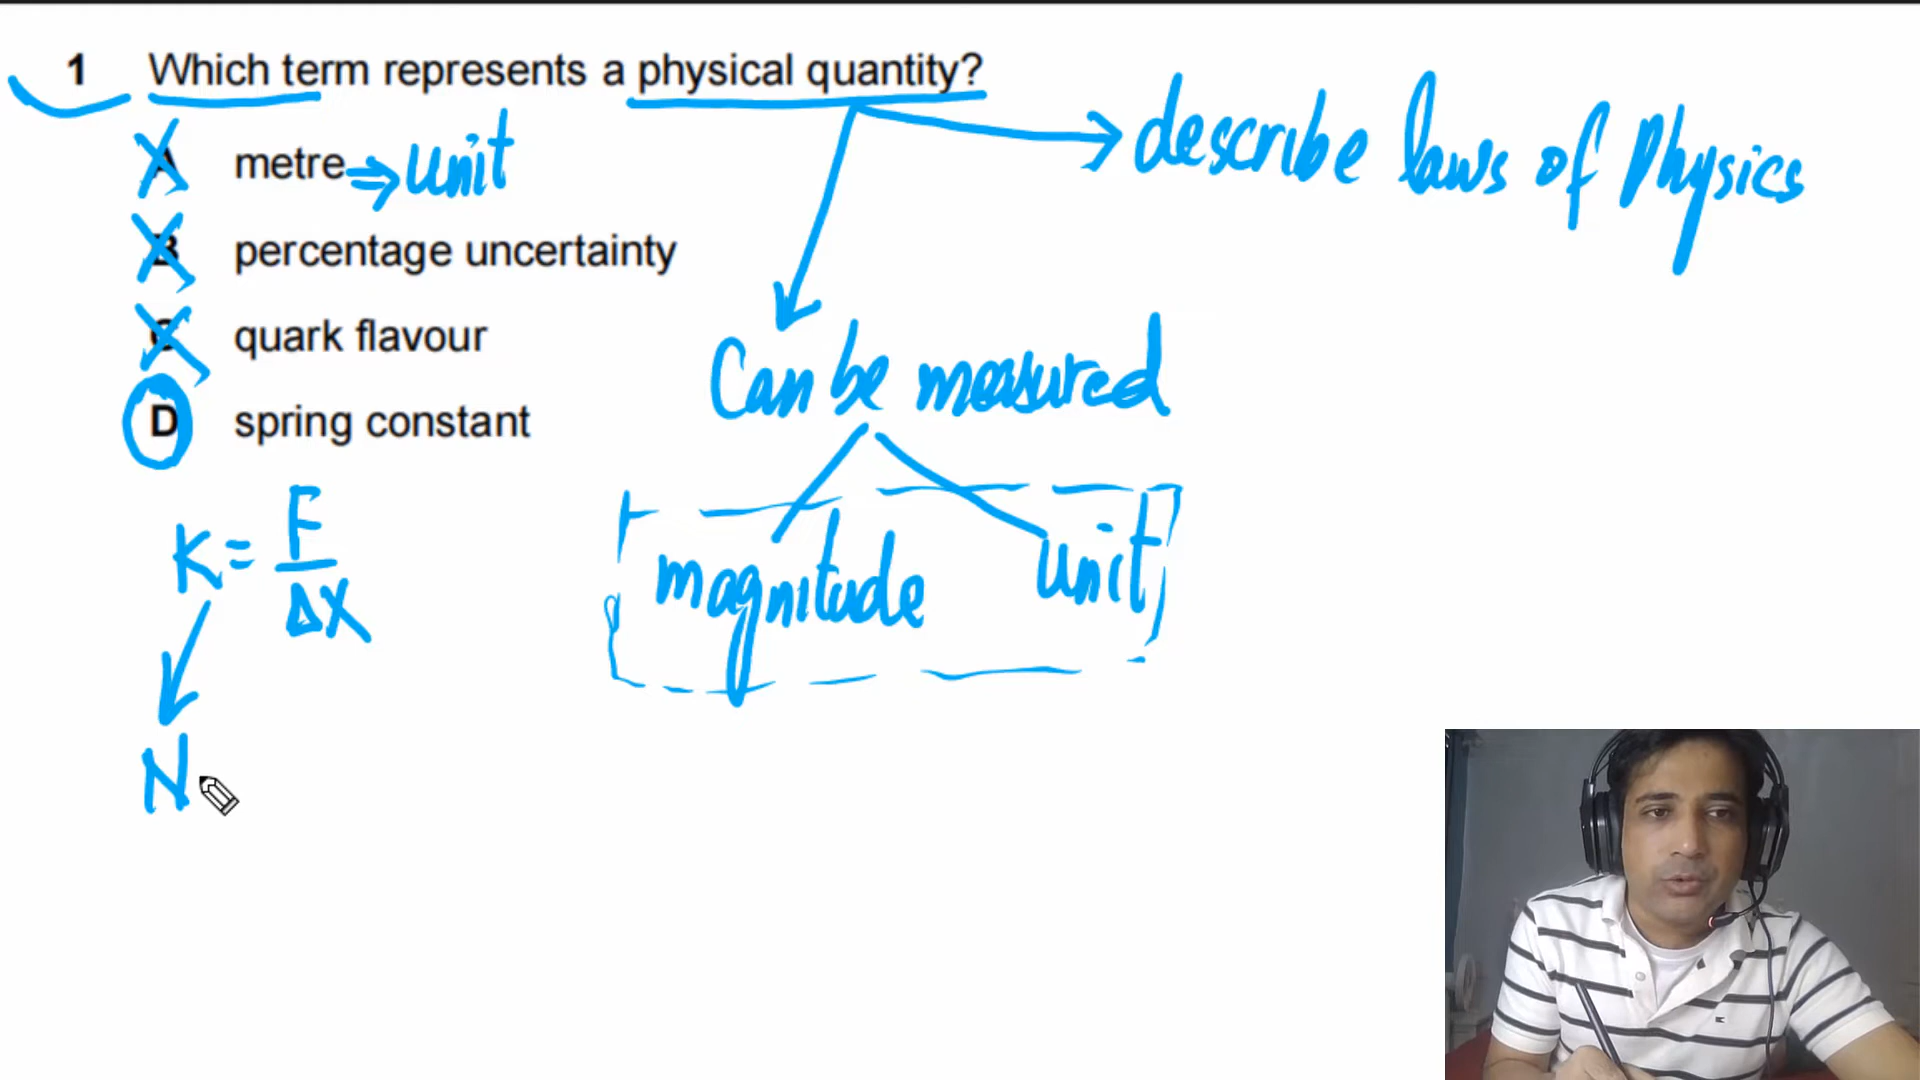 1 Which term represents a physical quantity?
describe laws of Physics
A metre ⇒ unit
B percentage uncertainty
C quark flavour
Can be measured
D spring constant
K = F
ΔX
magnitude unit
N